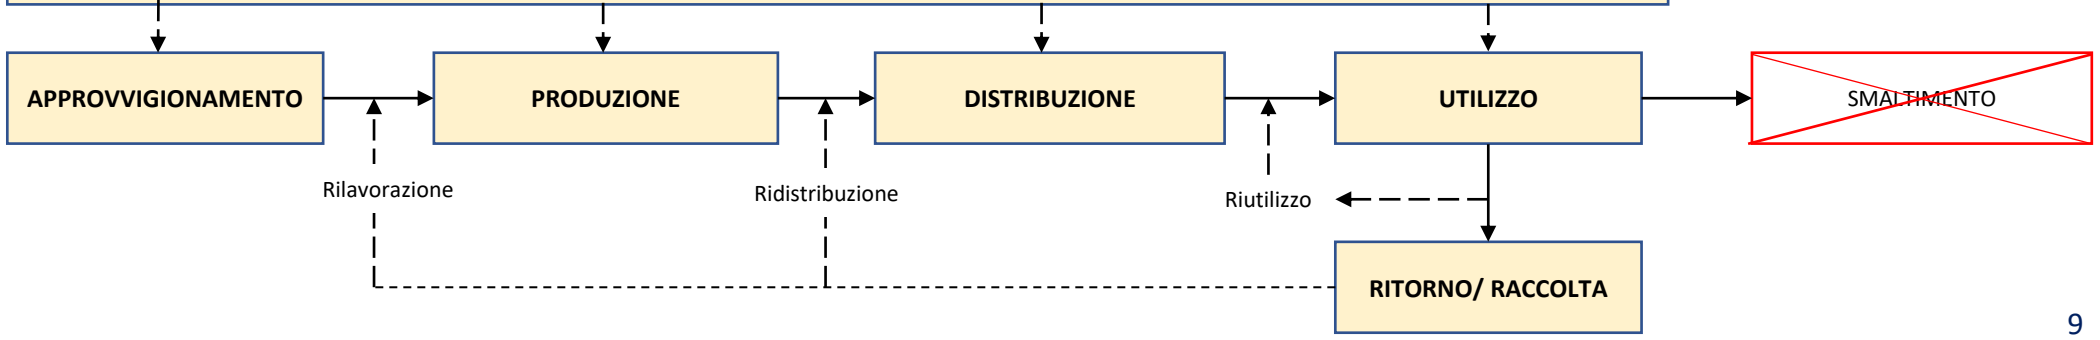 APPROVVIGIONAMENTO
PRODUZIONE
DISTRIBUZIONE
UTILIZZO
SMALTIMENTO
Rilavorazione
Ridistribuzione
Riutilizzo
RITORNO/ RACCOLTA
9